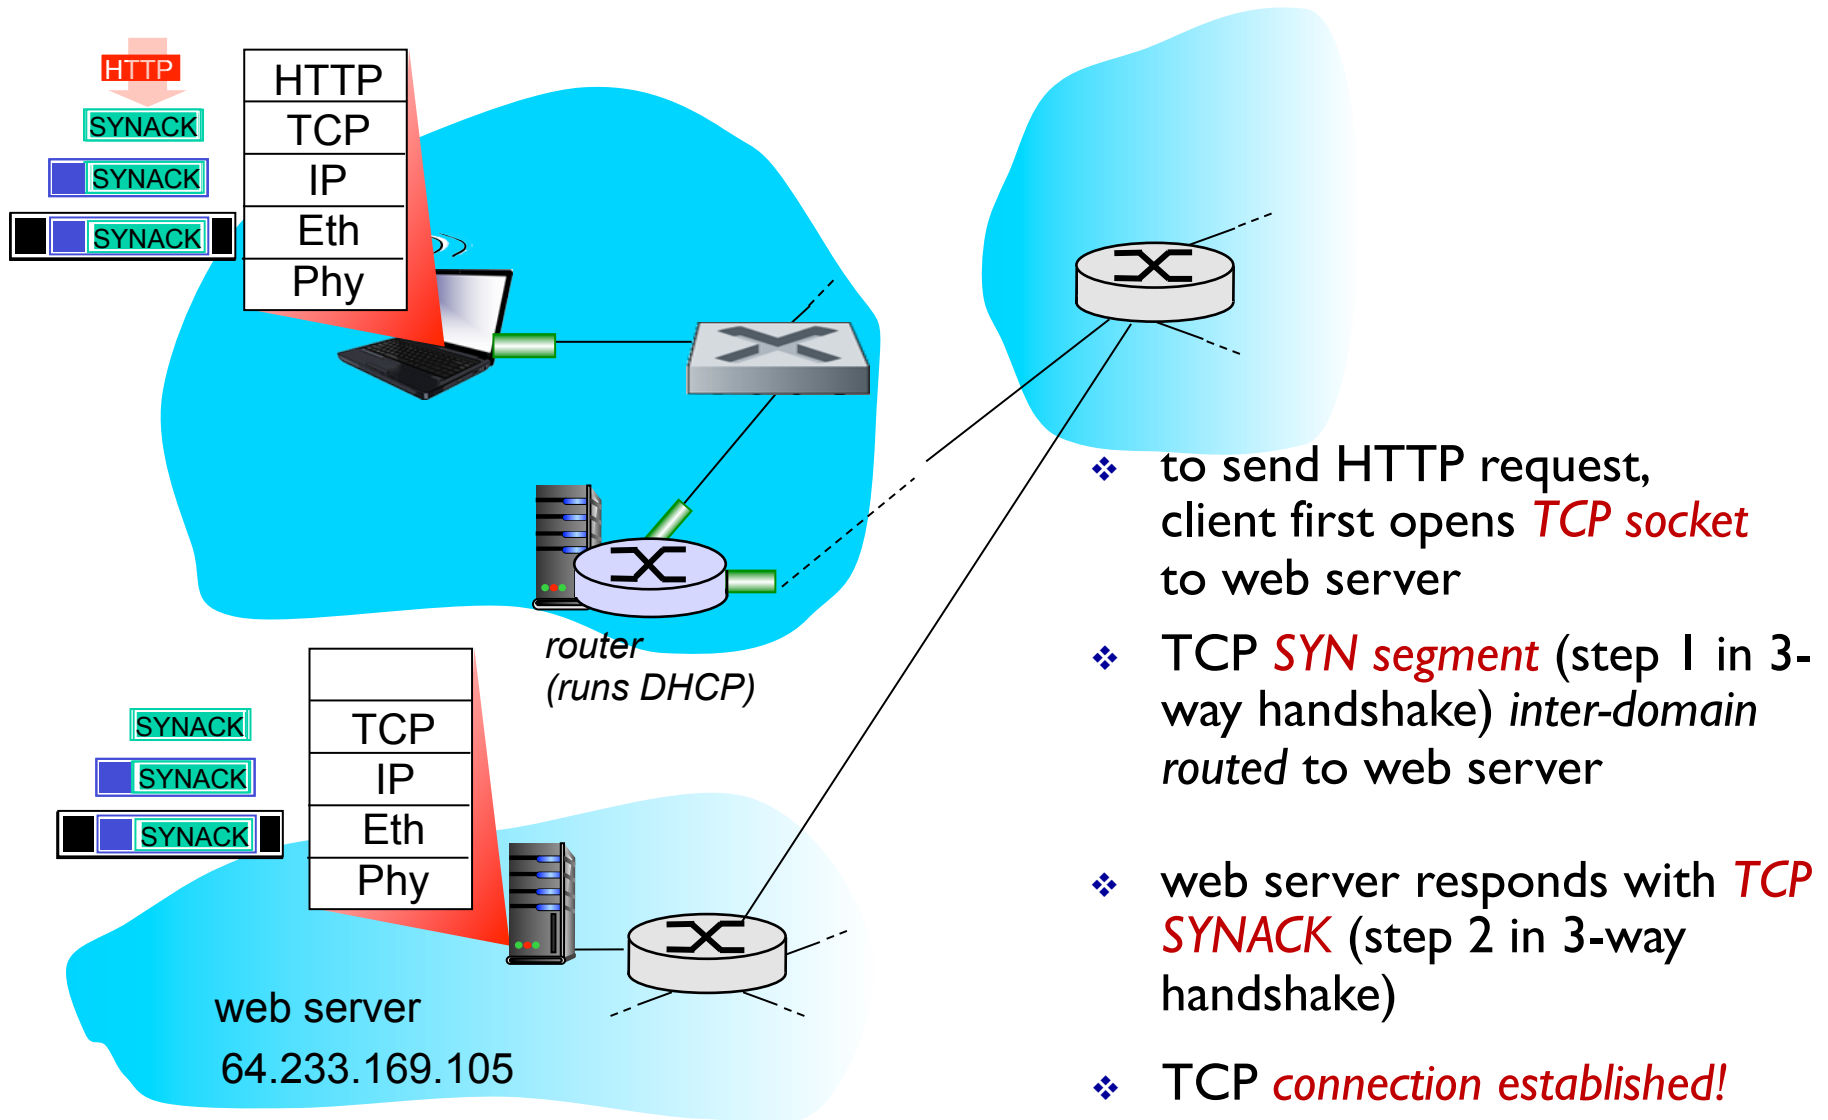 HTTP
SYNACK
SYNACK
SYNACK
HTTP
TCP
IP
Eth
Phy
router
(runs DHCP)
SYNACK
SYNACK
SYNACK
TCP
IP
Eth
Phy
web server
64.233.169.105
❖ to send HTTP request,
client first opens TCP socket
to web server
❖ TCP SYN segment (step 1 in 3-
way handshake) inter-domain
routed to web server
❖ web server responds with TCP
SYNACK (step 2 in 3-way
handshake)
❖ TCP connection established!